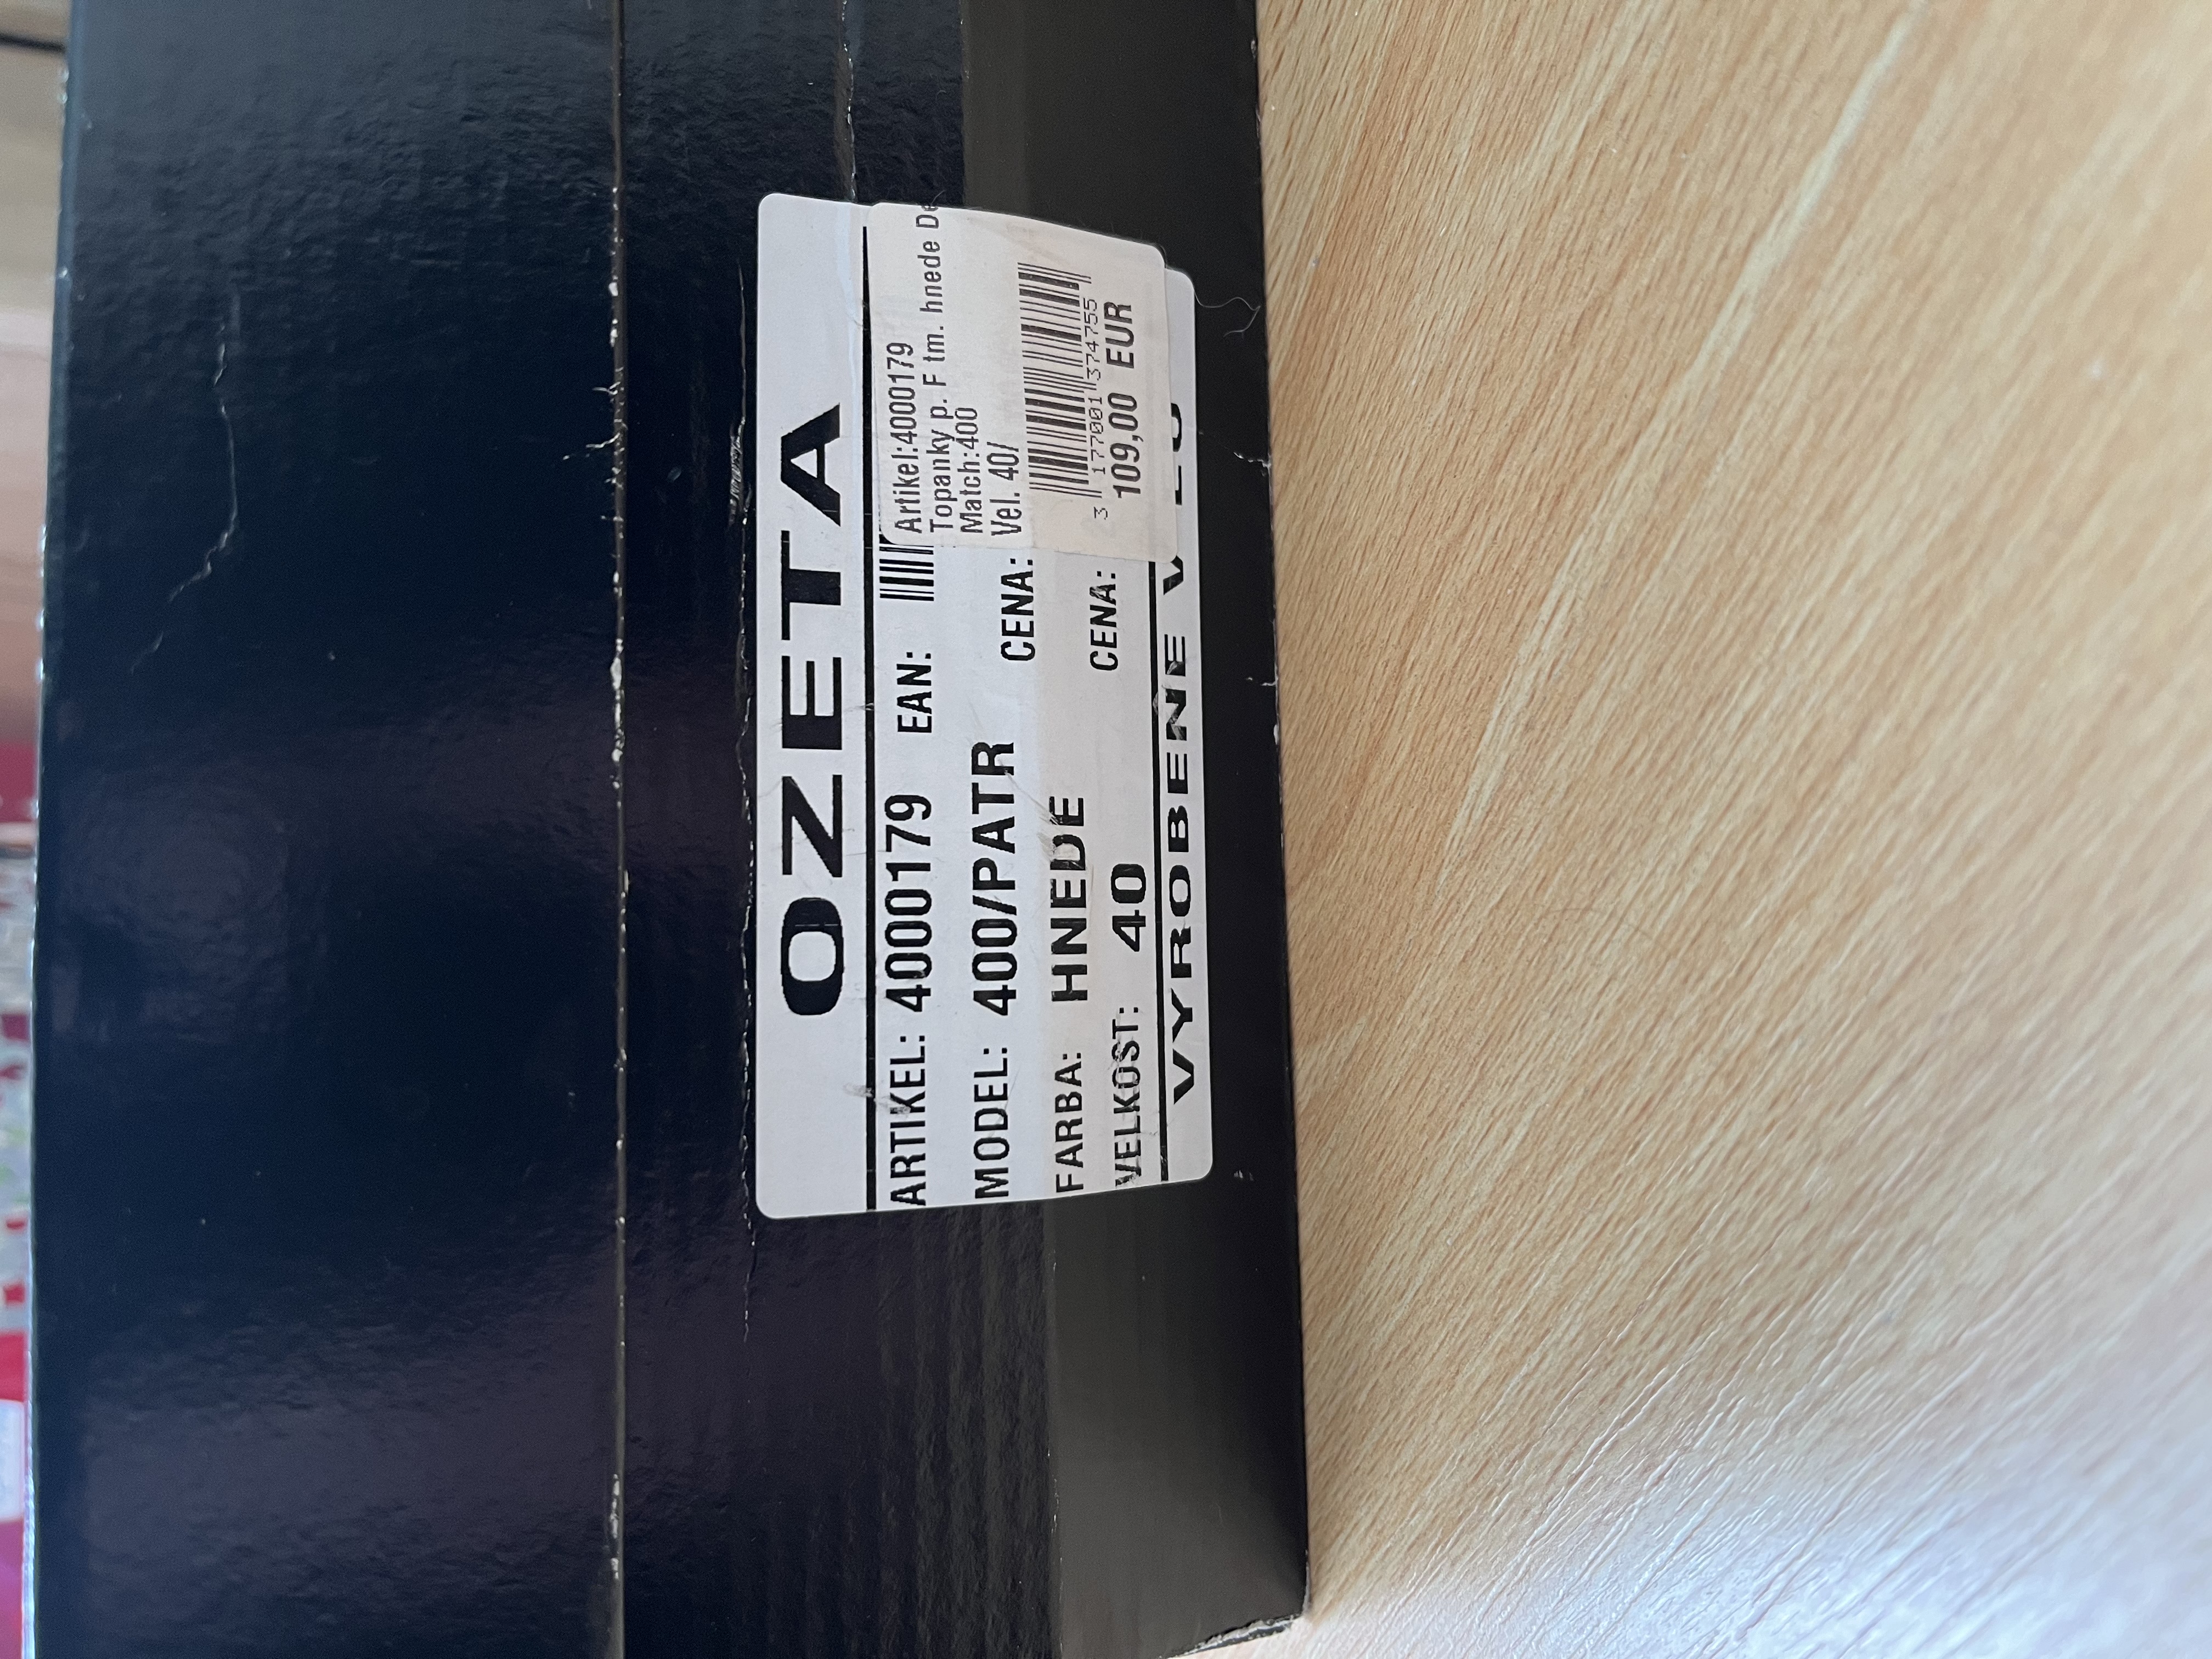 OZETA
ARTIKEL: 4000179 EAN:
MODEL: 400/PATR
CENA:
FARBA: HNEDE
CENA:
VELKOST: 40
VYROBENE V EU
Artikel:4000179
Topanky p. F tm. hnede De
Match:400
Vel. 40/
3 177001 374755
109,00 EUR